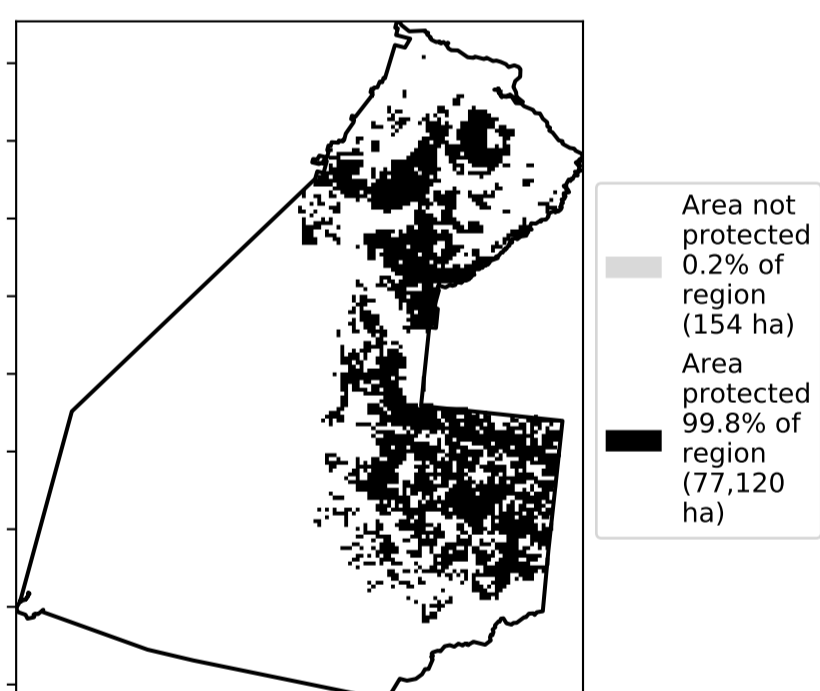 Area not
protected
0.2% of
region
(154 ha)
Area
protected
99.8% of
region
(77,120
ha)